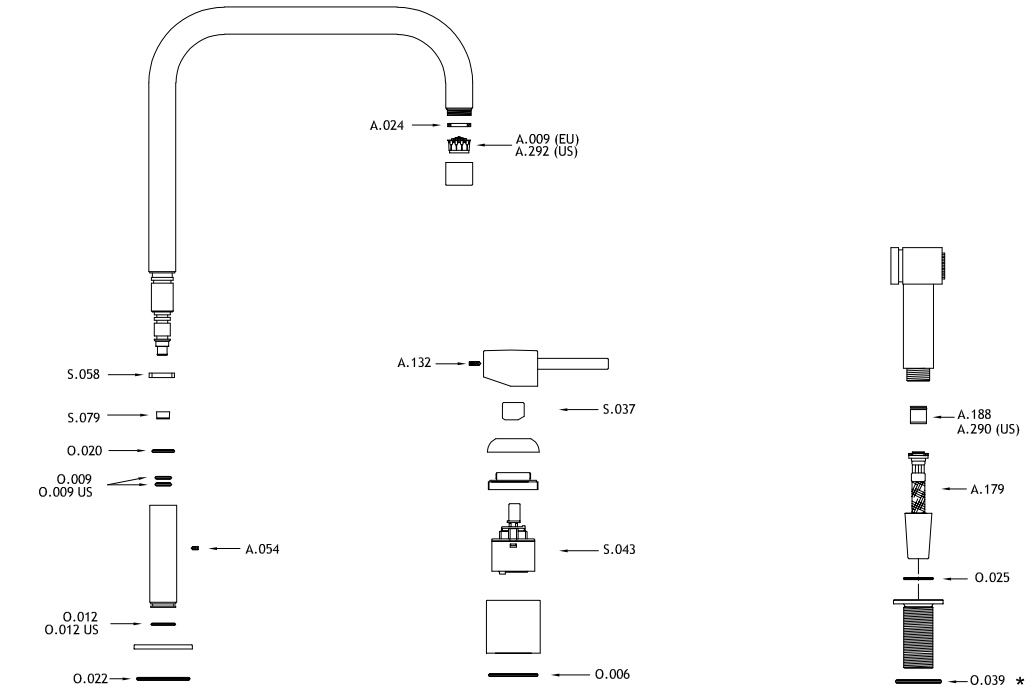 A.024
A.009 (EU)
A.292 (US)
A.132
S.058
S.037
S.079
A.188
A.290 (US)
O.020
O.009
O.009 US
A.179
A.054
S.043
O.025
O.012
O.012 US
O.022
O.006
O.039 *